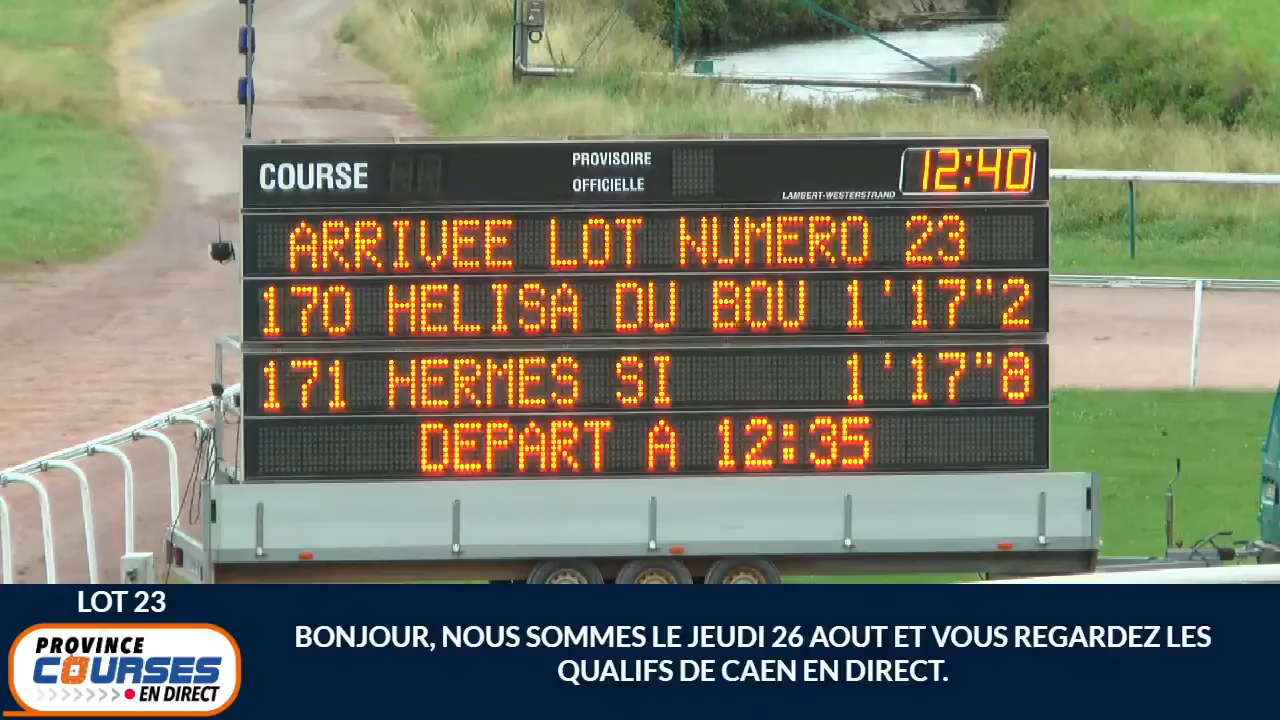 COURSE
PROVISOIRE
OFFICIELLE
LAMBERT-WESTERSTRAND
12:40
ARRIVEE LOT NUMERO 23
170 HELISA DU BOU 1'17"2
171 HERMES SI 1'17"8
DEPART A 12:35
LOT 23
PROVINCE
COURSES
EN DIRECT
BONJOUR, NOUS SOMMES LE JEUDI 26 AOUT ET VOUS REGARDEZ LES
QUALIFS DE CAEN EN DIRECT.